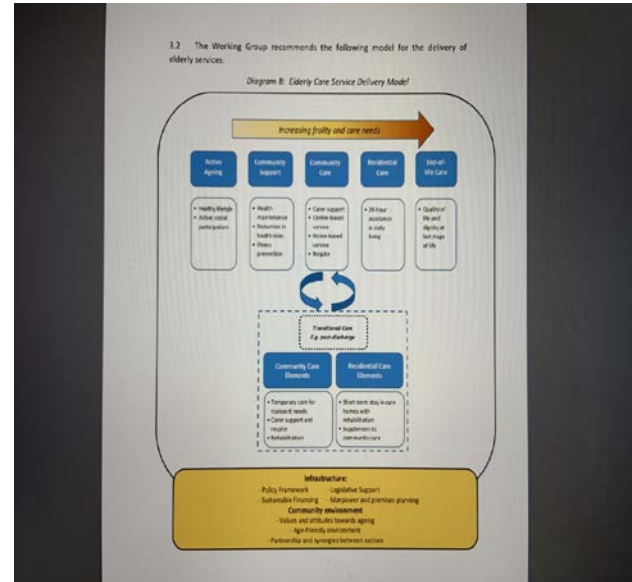 3.2 The Working Group recommends the following model for the delivery of
elderly services:
Diagram B: Elderly Care Service Delivery Model
Increasing frailty and care needs
Active
Ageing
Community
Support
Community
Care
Residential
Care
End-of-
life Care
• Healthy lifestyle
• Active social
participation
• Health
maintenance
• Reduction in
health risks
• Illness
prevention
• Carer support
• Centre-based
service
• Home-based
service
• Respite
• 24-hour
assistance
in daily
living
• Quality of
life and
dignity at
last stage
of life
Transitional Care
E.g. post-discharge
Community Care
Elements
Residential Care
Elements
• Temporary care for
transient needs
• Carer support and
respite
• Rehabilitation
• Short-term stay in care
homes with
rehabilitation
• Supplement to
community care
Infrastructure:
- Policy Framework - Legislative Support
- Sustainable Financing - Manpower and premises planning
Community environment
- Values and attitudes towards ageing
- Age-friendly environment
- Partnership and synergies between sectors